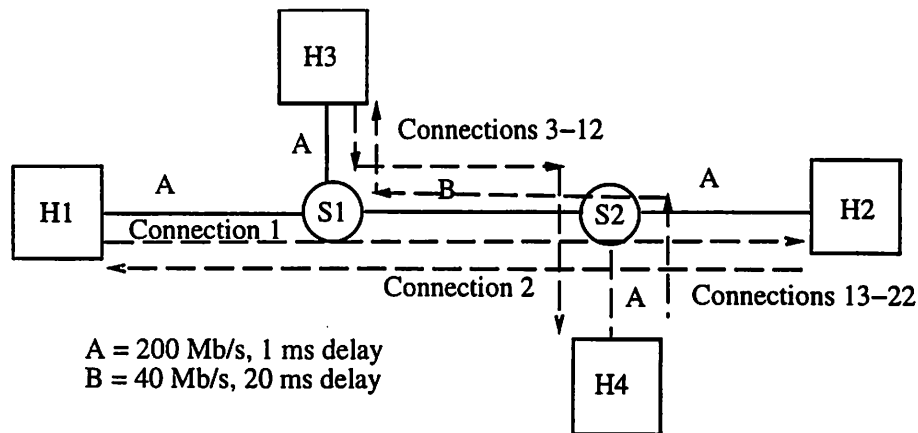 H3
A
Connections 3–12
A
B
A
H1
S1
S2
H2
Connection 1
Connection 2
A
Connections 13–22
A = 200 Mb/s, 1 ms delay
B = 40 Mb/s, 20 ms delay
H4